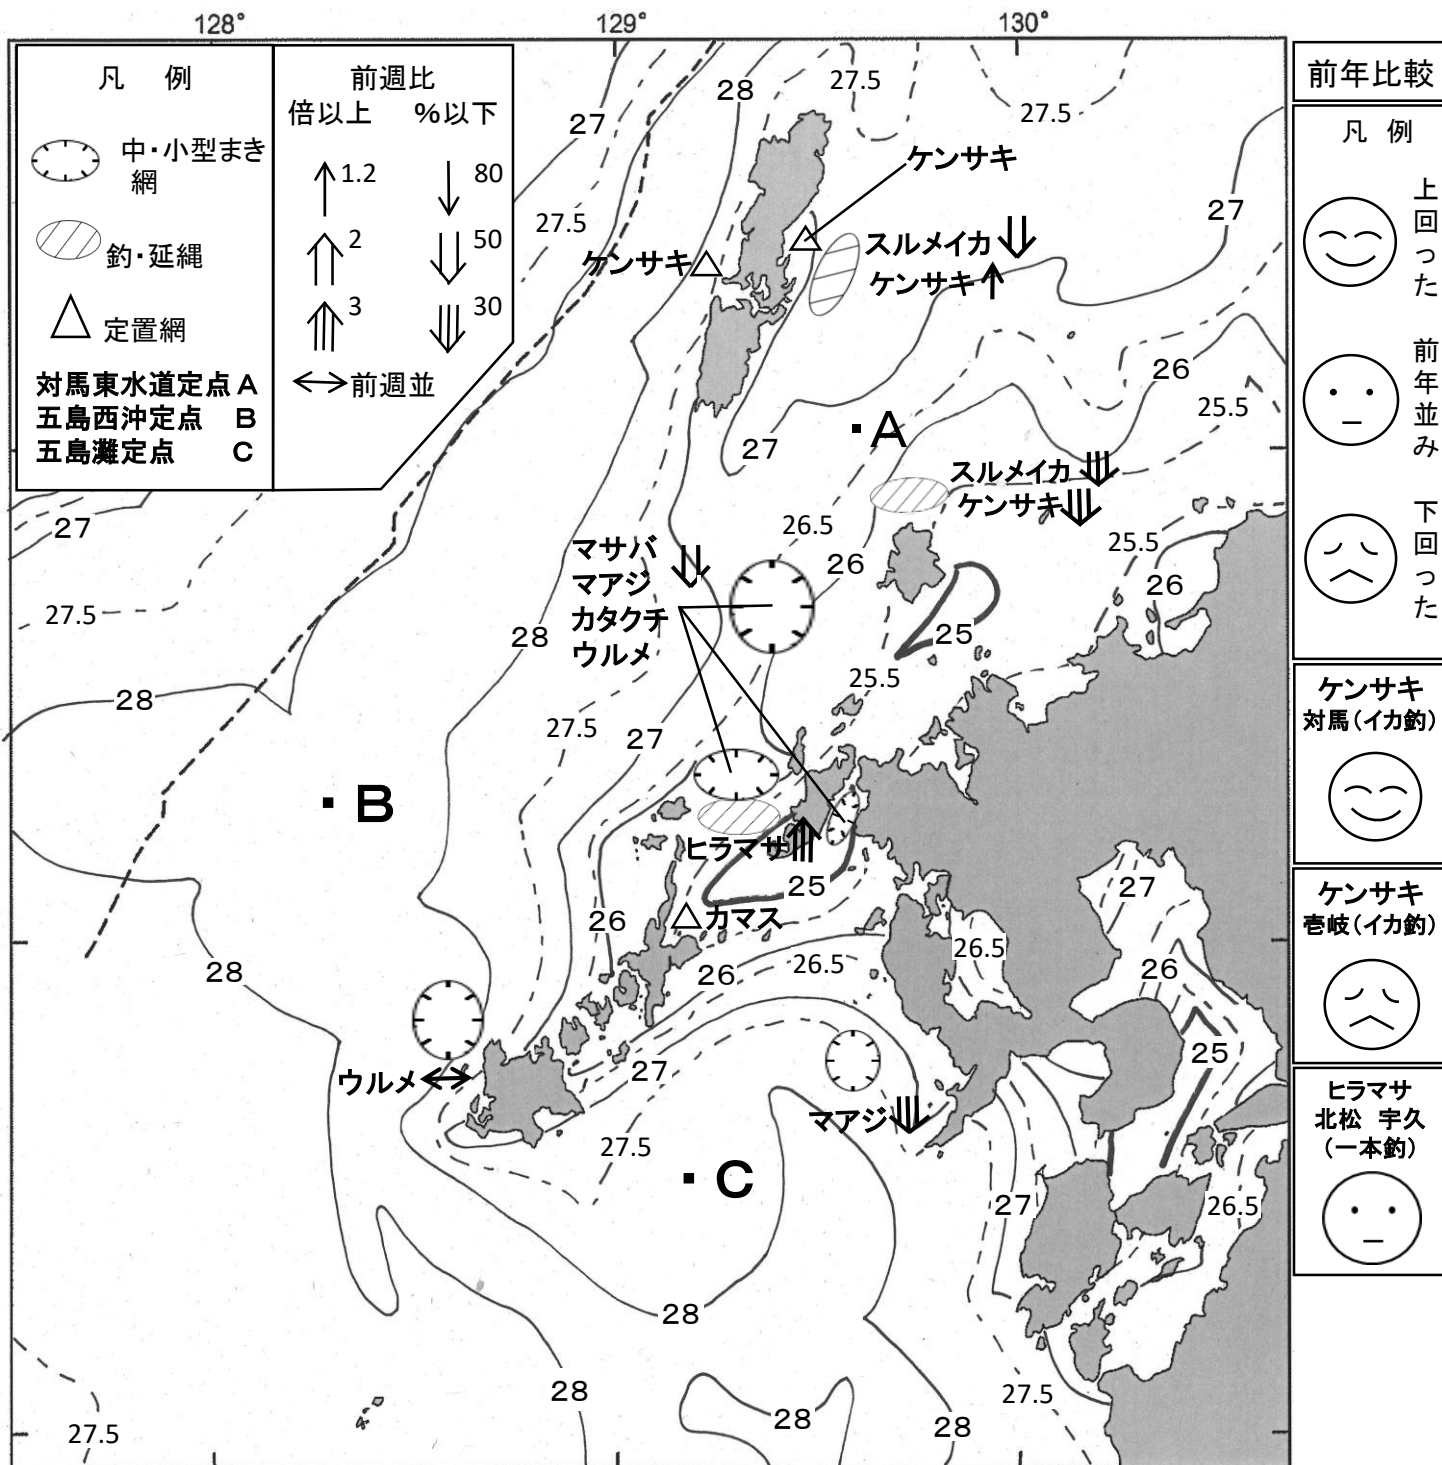 128°
129°
130°
凡 例
中・小型まき
網
釣・延縄
定置網
対馬東水道定点 A
五島西沖定点 B
五島灘定点 C
前週比
倍以上 %以下
1.2 80
2 50
3 30
前週並
前年比較
凡 例
上回った
前年並み
下回った
ケンサキ
対馬(イカ釣)
ケンサキ
壱岐(イカ釣)
ヒラマサ
北松 宇久
(一本釣)
28
27.5
27.5
27
27.5
27
ケンサキ
スルメイカ
ケンサキ
ケンサキ
26
25.5
27
A
スルメイカ
ケンサキ
27
26.5
25.5
26
26
27.5
マサバ
マアジ
カタクチ
ウルメ
28
25
25.5
28
27.5
27
B
ヒラマサ
25
27
カマス
26
26.5
26.5
26
28
26
ウルメ
27
25
マアジ
27.5
C
27
26.5
28
28
28
28
27.5
27.5